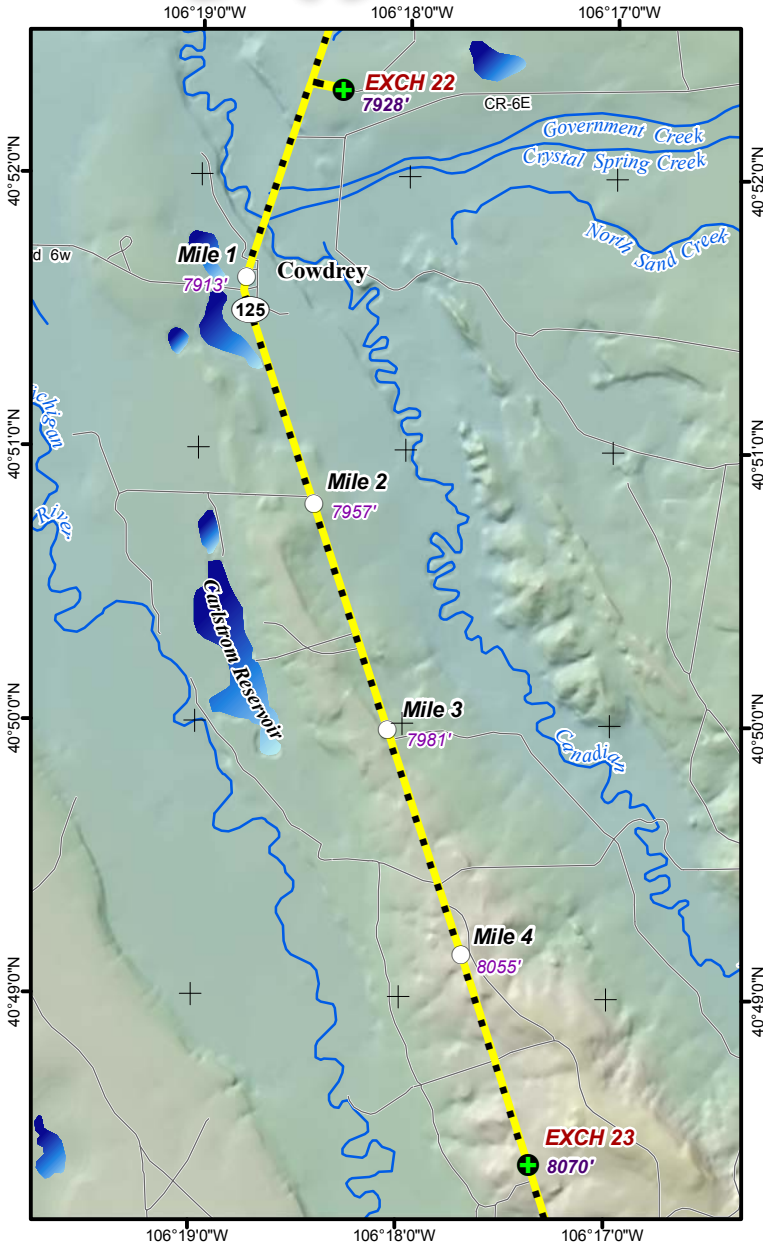 106°19'0"W
106°18'0"W
106°17'0"W
EXCH 22
7928'
CR-6E
Government Creek
Crystal Spring Creek
40°52'0"N
40°52'0"N
North Sand Creek
d 6w
Mile 1
7913'
Cowdrey
125
chigan
River
40°51'0"N
40°51'0"N
Mile 2
7957'
Carlstrom Reservoir
Mile 3
7981'
40°50'0"N
40°50'0"N
Canadian
Mile 4
8055'
40°49'0"N
40°49'0"N
EXCH 23
8070'
106°19'0"W
106°18'0"W
106°17'0"W